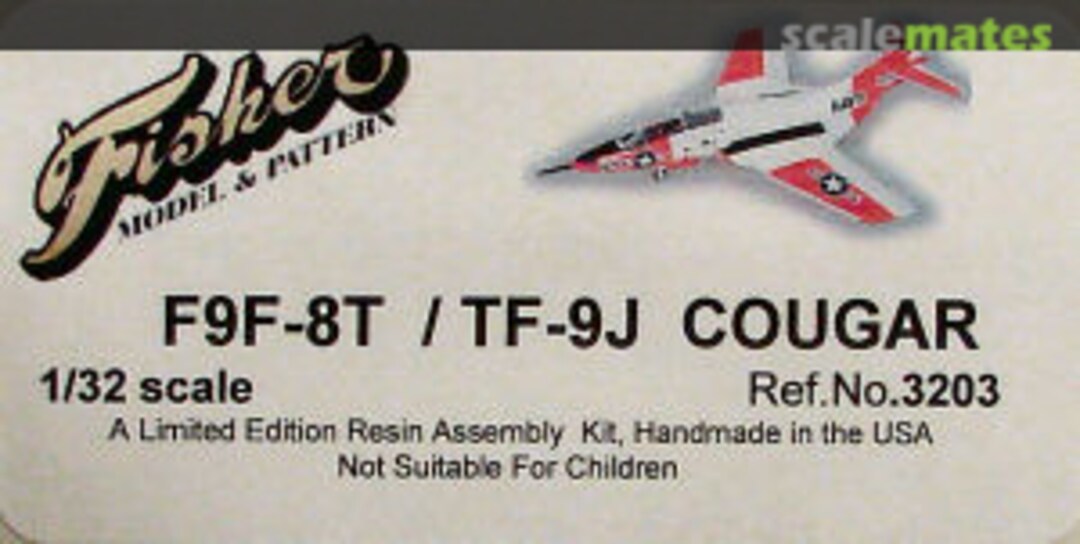 scalemates
Fisher
MODEL & PATTERN
F9F-8T / TF-9J COUGAR
1/32 scale
Ref.No.3203
A Limited Edition Resin Assembly Kit, Handmade in the USA
Not Suitable For Children